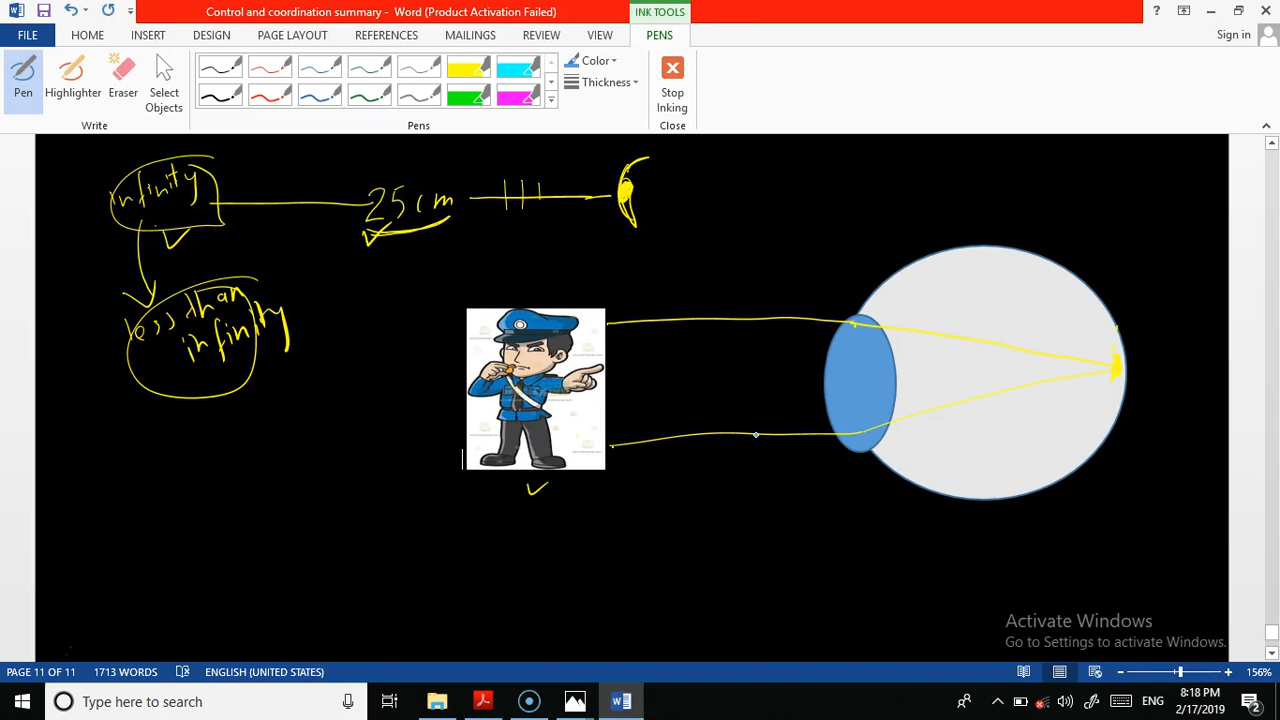 Control and coordination summary - Word (Product Activation Failed)
INK TOOLS
FILE
HOME
INSERT
DESIGN
PAGE LAYOUT
REFERENCES
MAILINGS
REVIEW
VIEW
PENS
Sign in
Pen
Highlighter
Eraser
Select
Objects
Color
Thickness
Stop
Inking
Write
Pens
Close
infinity
25 cm
less than
infinity
Activate Windows
Go to Settings to activate Windows.
PAGE 11 OF 11
1713 WORDS
ENGLISH (UNITED STATES)
156%
Type here to search
ENG
8:18 PM
2/17/2019
2